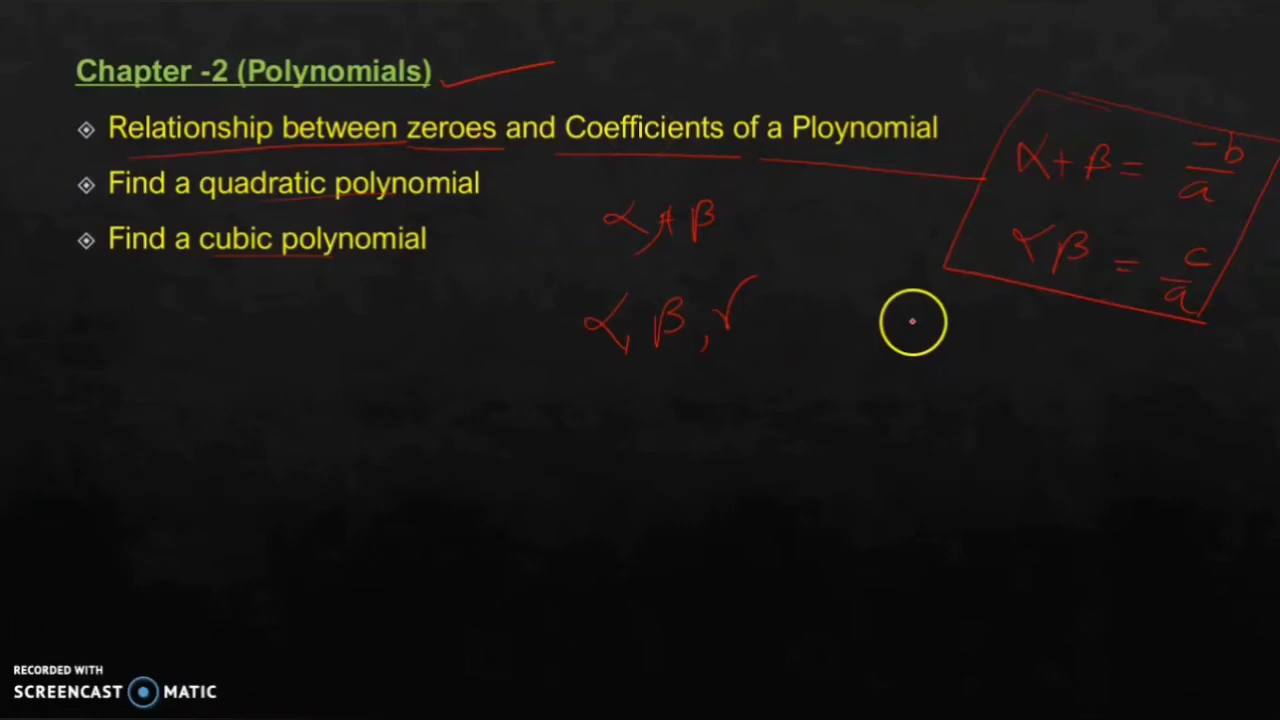 Chapter -2 (Polynomials)
Relationship between zeroes and Coefficients of a Ploynomial
Find a quadratic polynomial
Find a cubic polynomial
α + β = -b/a
αβ = c/a
α, β
α, β, γ
RECORDED WITH
SCREENCAST MATIC